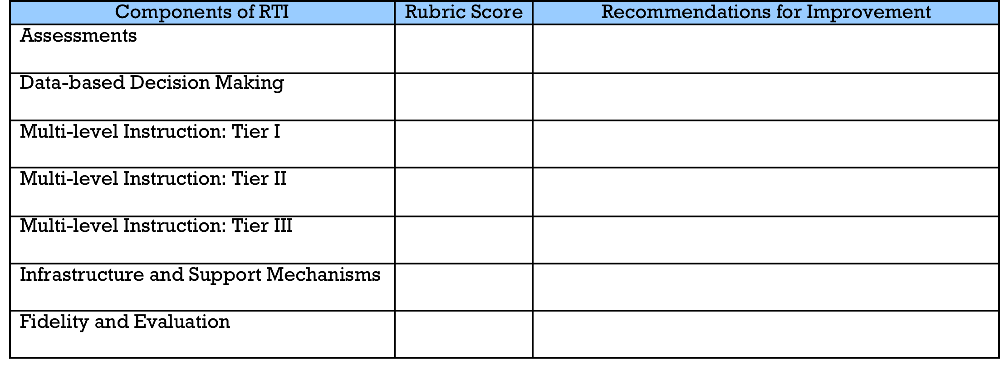 Components of RTI Rubric Score Recommendations for Improvement
Assessments
Data-based Decision Making
Multi-level Instruction: Tier I
Multi-level Instruction: Tier II
Multi-level Instruction: Tier III
Infrastructure and Support Mechanisms
Fidelity and Evaluation